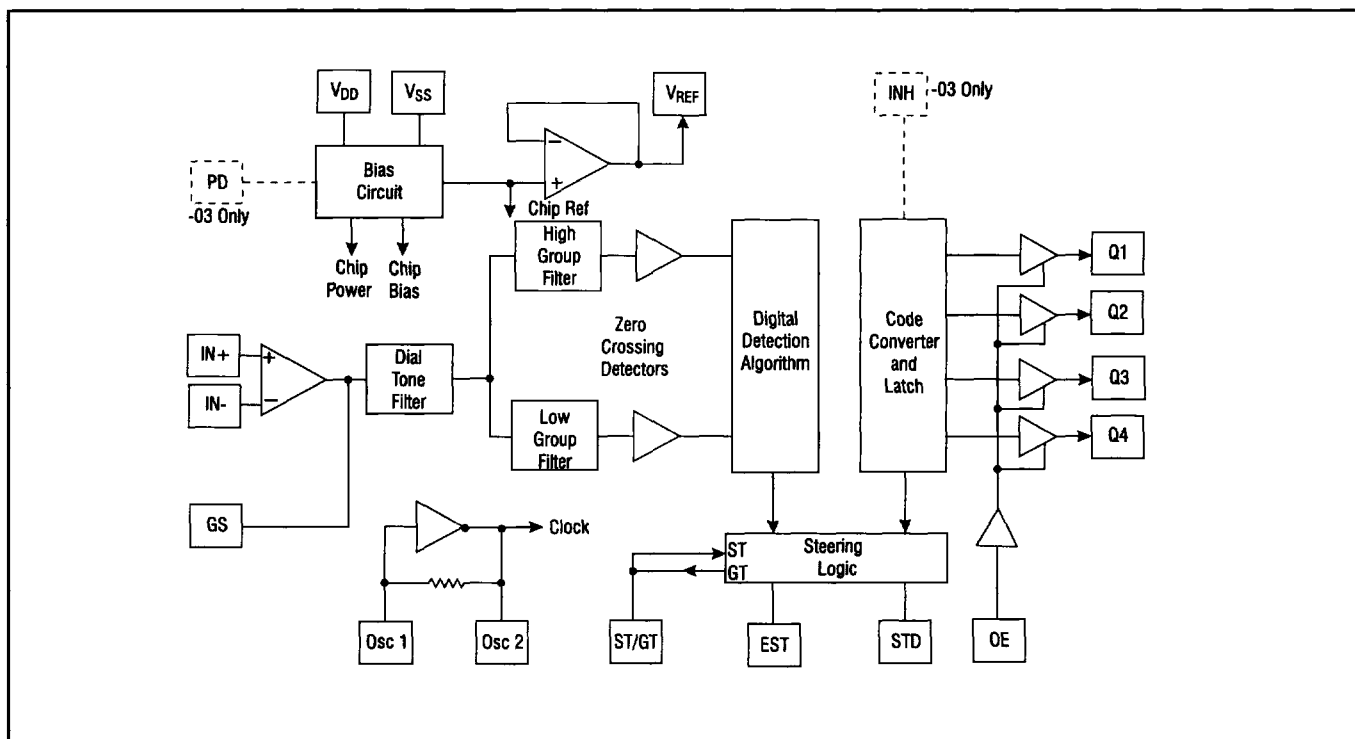 VDD
VSS
VREF
INH
-03 Only
PD
-03 Only
Bias
Circuit
−
+
Chip Ref
Chip
Power
Chip
Bias
High
Group
Filter
Zero
Crossing
Detectors
Digital
Detection
Algorithm
Code
Converter
and
Latch
Q1
Q2
Q3
Q4
IN+
IN-
+
−
Dial
Tone
Filter
Low
Group
Filter
GS
Clock
ST
GT
Steering
Logic
Osc 1
Osc 2
ST/GT
EST
STD
OE